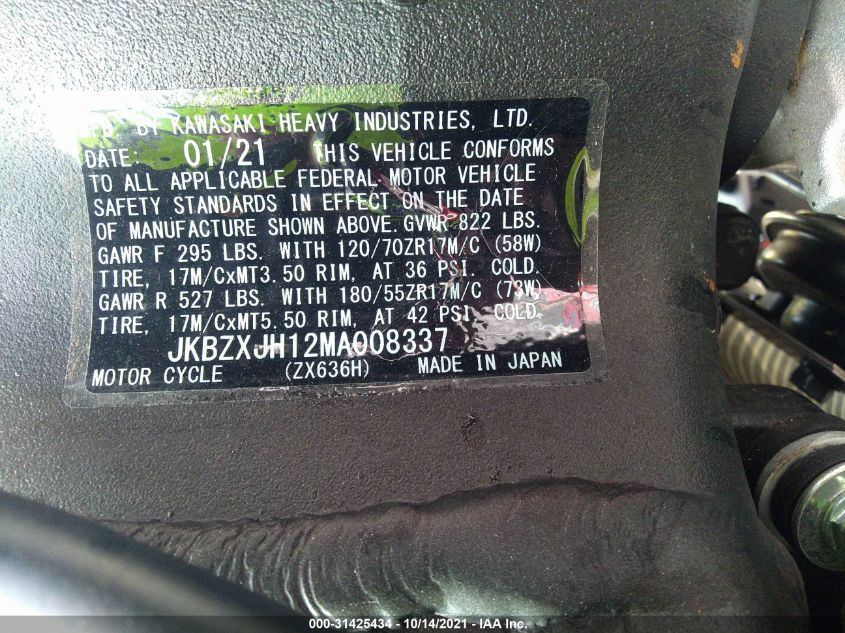 BY KAWASAKI HEAVY INDUSTRIES, LTD.
DATE: 01/21 THIS VEHICLE CONFORMS
TO ALL APPLICABLE FEDERAL MOTOR VEHICLE
SAFETY STANDARDS IN EFFECT ON THE DATE
OF MANUFACTURE SHOWN ABOVE. GVWR 822 LBS.
GAWR F 295 LBS. WITH 120/70ZR17M/C (58W)
TIRE, 17M/CxMT3.50 RIM, AT 36 PSI. COLD.
GAWR R 527 LBS. WITH 180/55ZR17M/C (73W)
TIRE, 17M/CxMT5.50 RIM, AT 42 PSI. COLD.
JKBZXJH12MA008337
MOTOR CYCLE (ZX636H) MADE IN JAPAN
000-31425434 - 10/14/2021 - IAA Inc.